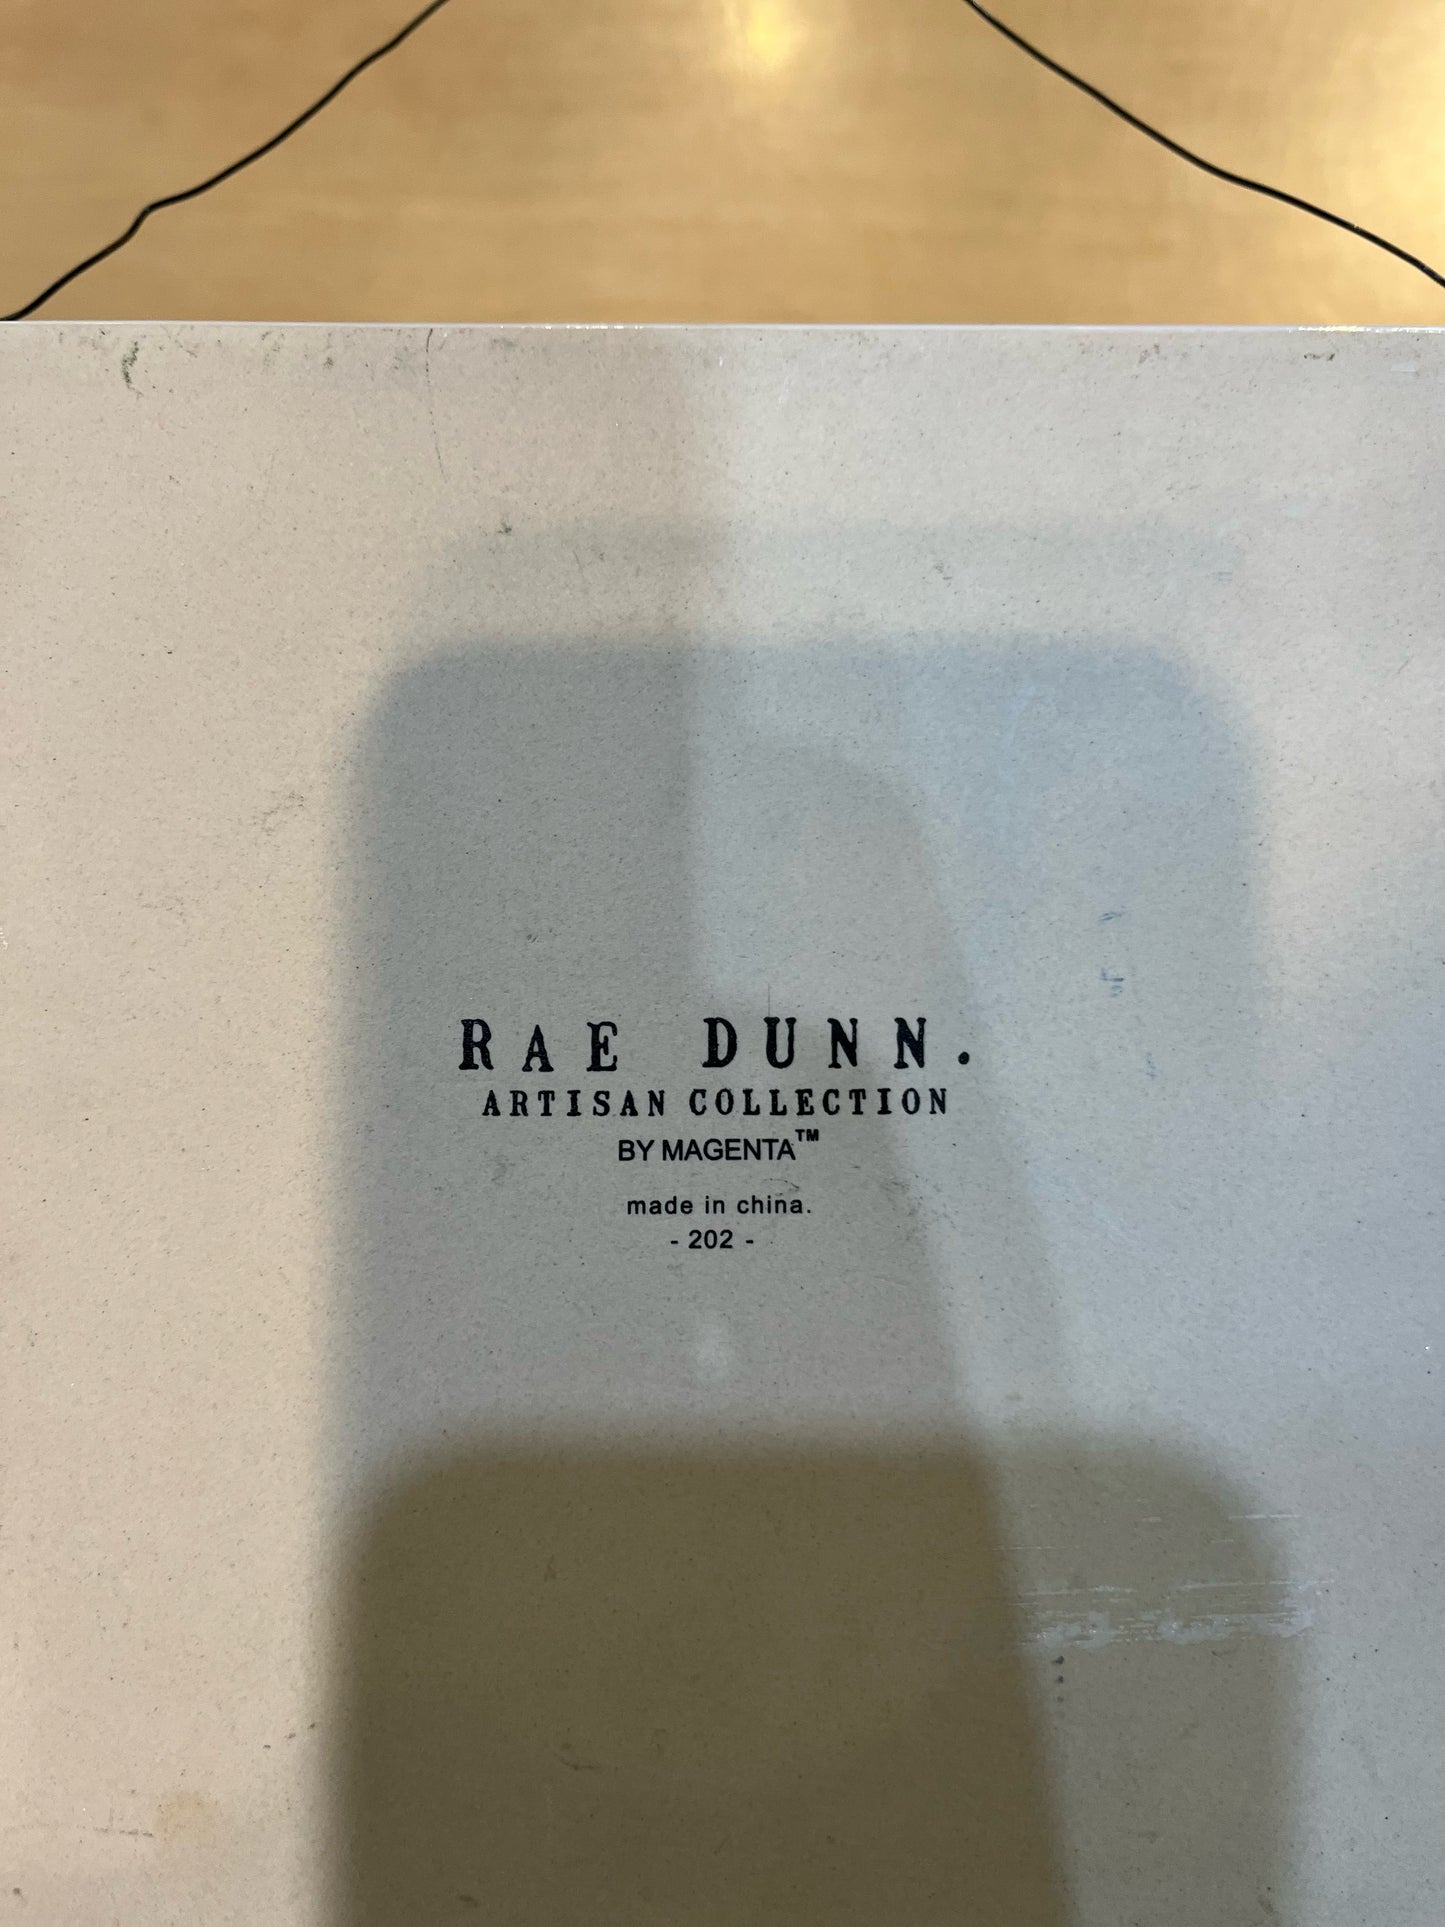 RAE DUNN.
ARTISAN COLLECTION
BY MAGENTA™
made in china.
- 202 -